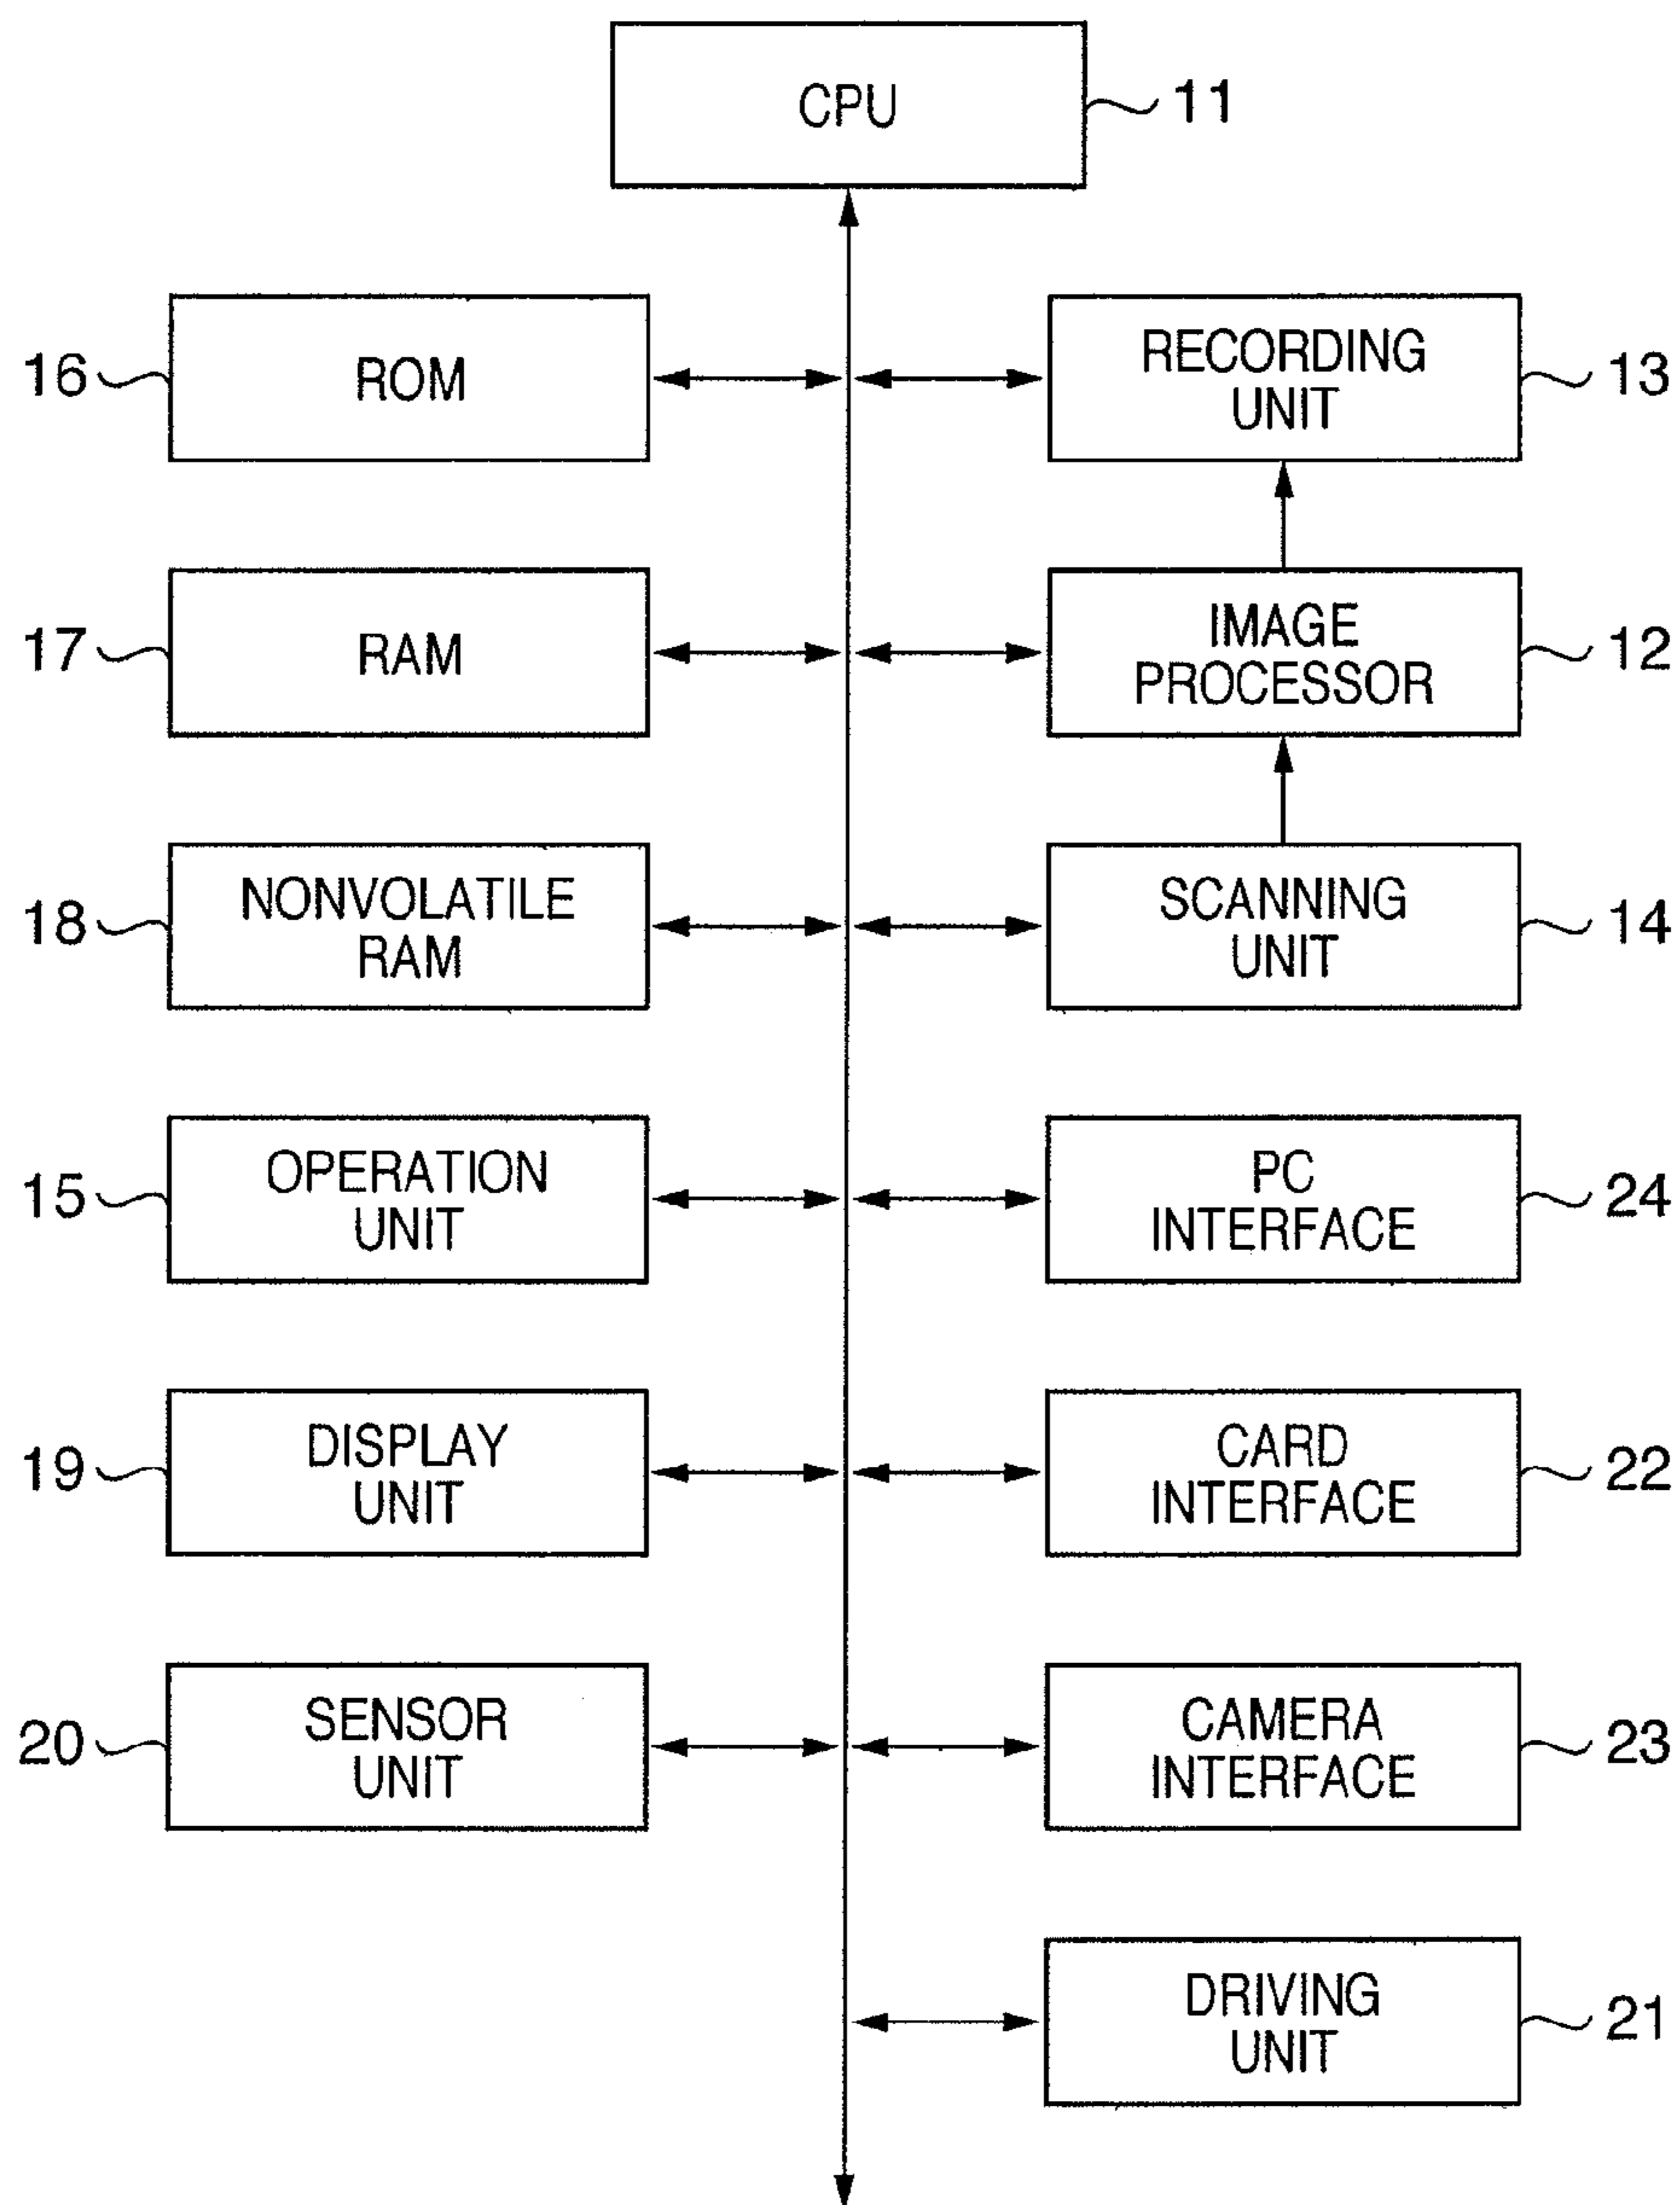 CPU
11
16
ROM
RECORDING
UNIT
13
17
RAM
IMAGE
PROCESSOR
12
18
NONVOLATILE
RAM
SCANNING
UNIT
14
15
OPERATION
UNIT
PC
INTERFACE
24
19
DISPLAY
UNIT
CARD
INTERFACE
22
20
SENSOR
UNIT
CAMERA
INTERFACE
23
DRIVING
UNIT
21